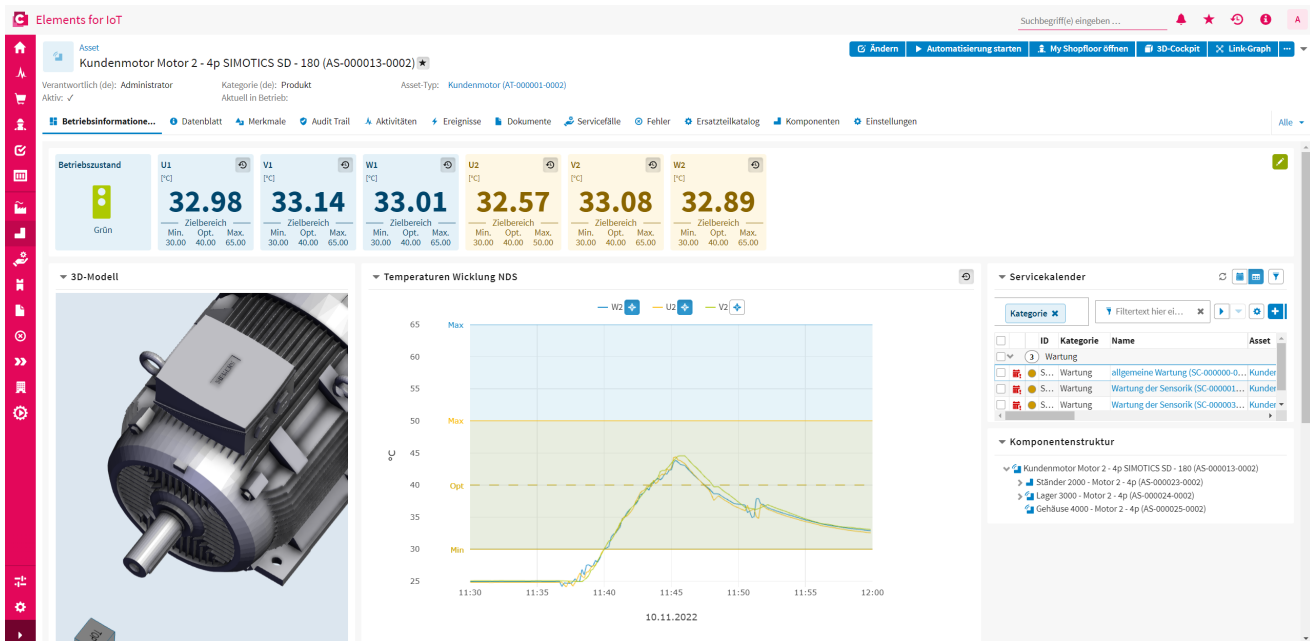 Elements for IoT
Suchbegriff(e) eingeben ...
A
Asset
Kundenmotor Motor 2 - 4p SIMOTICS SD - 180 (AS-000013-0002)
Ändern
Automatisierung starten
My Shopfloor öffnen
3D-Cockpit
Link-Graph
Verantwortlich (de): Administrator
Kategorie (de): Produkt
Asset-Typ: Kundenmotor (AT-000001-0002)
Aktiv: ✓
Aktuell in Betrieb:
Betriebsinformatione...
Datenblatt
Merkmale
Audit Trail
Aktivitäten
Ereignisse
Dokumente
Servicefälle
Fehler
Ersatzteilkatalog
Komponenten
Einstellungen
Alle
Betriebszustand
Grün
U1
[°C]
32.98
Zielbereich
Min. Opt. Max.
30.00 40.00 65.00
V1
[°C]
33.14
Zielbereich
Min. Opt. Max.
30.00 40.00 65.00
W1
[°C]
33.01
Zielbereich
Min. Opt. Max.
30.00 40.00 65.00
U2
[°C]
32.57
Zielbereich
Min. Opt. Max.
30.00 40.00 50.00
V2
[°C]
33.08
Zielbereich
Min. Opt. Max.
30.00 40.00 65.00
W2
[°C]
32.89
Zielbereich
Min. Opt. Max.
30.00 40.00 65.00
3D-Modell
SIEMENS
Temperaturen Wicklung NDS
W2
U2
V2
65
60
55
50
45
40
35
30
25
°C
Max
Max
Opt
Min
11:30 11:35 11:40 11:45 11:50 11:55 12:00
10.11.2022
Servicekalender
Kategorie
Filtertext hier ei...
ID Kategorie Name Asset
3 Wartung
S... Wartung allgemeine Wartung (SC-000000-0... Kunden
S... Wartung Wartung der Sensorik (SC-000001... Kunden
S... Wartung Wartung der Sensorik (SC-000003... Kunden
Komponentenstruktur
Kundenmotor Motor 2 - 4p SIMOTICS SD - 180 (AS-000013-0002)
Ständer 2000 - Motor 2 - 4p (AS-000023-0002)
Lager 3000 - Motor 2 - 4p (AS-000024-0002)
Gehäuse 4000 - Motor 2 - 4p (AS-000025-0002)